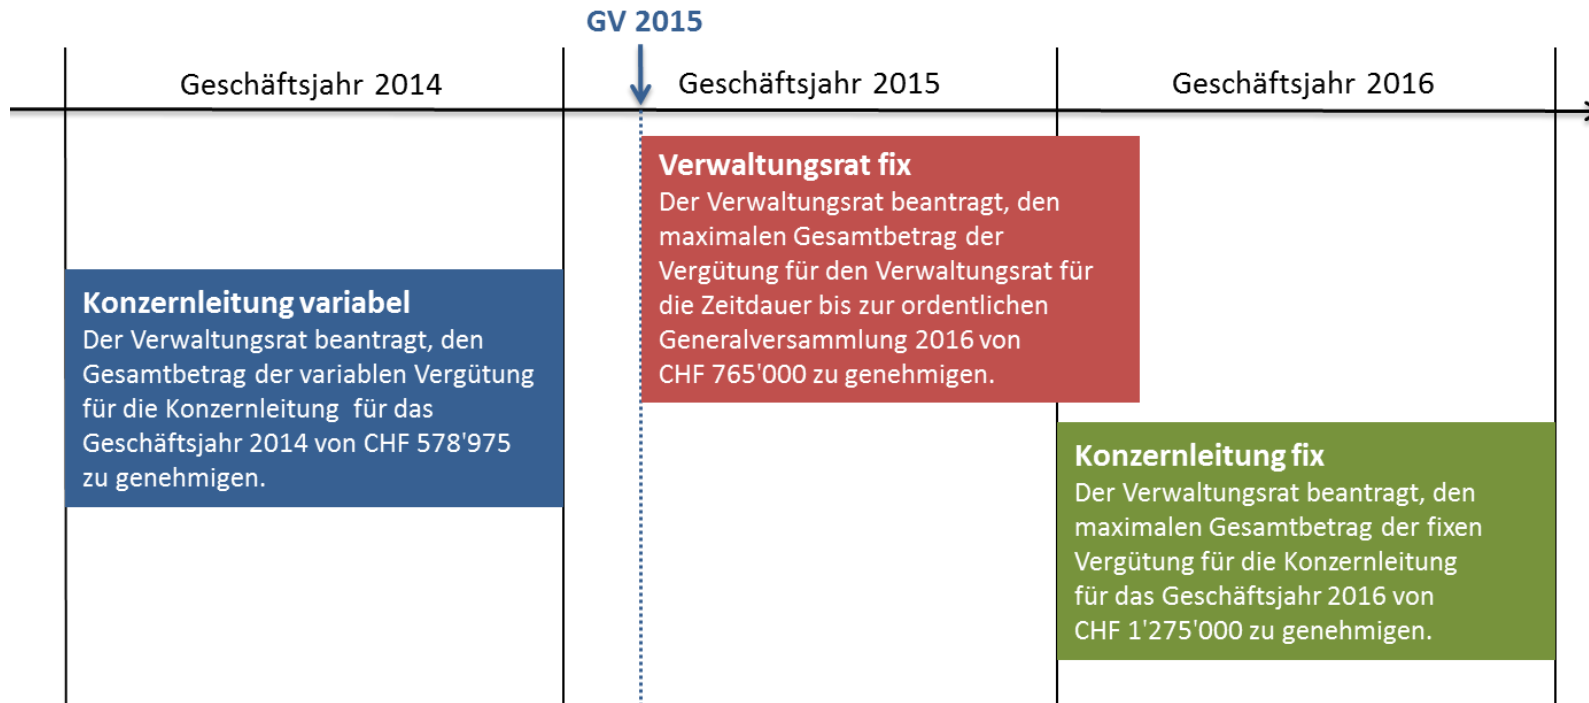 GV 2015
Geschäftsjahr 2014
Geschäftsjahr 2015
Geschäftsjahr 2016
Verwaltungsrat fix
Der Verwaltungsrat beantragt, den
maximalen Gesamtbetrag der
Vergütung für den Verwaltungsrat für
die Zeitdauer bis zur ordentlichen
Generalversammlung 2016 von
CHF 765'000 zu genehmigen.
Konzernleitung variabel
Der Verwaltungsrat beantragt, den
Gesamtbetrag der variablen Vergütung
für die Konzernleitung für das
Geschäftsjahr 2014 von CHF 578'975
zu genehmigen.
Konzernleitung fix
Der Verwaltungsrat beantragt, den
maximalen Gesamtbetrag der fixen
Vergütung für die Konzernleitung
für das Geschäftsjahr 2016 von
CHF 1'275'000 zu genehmigen.